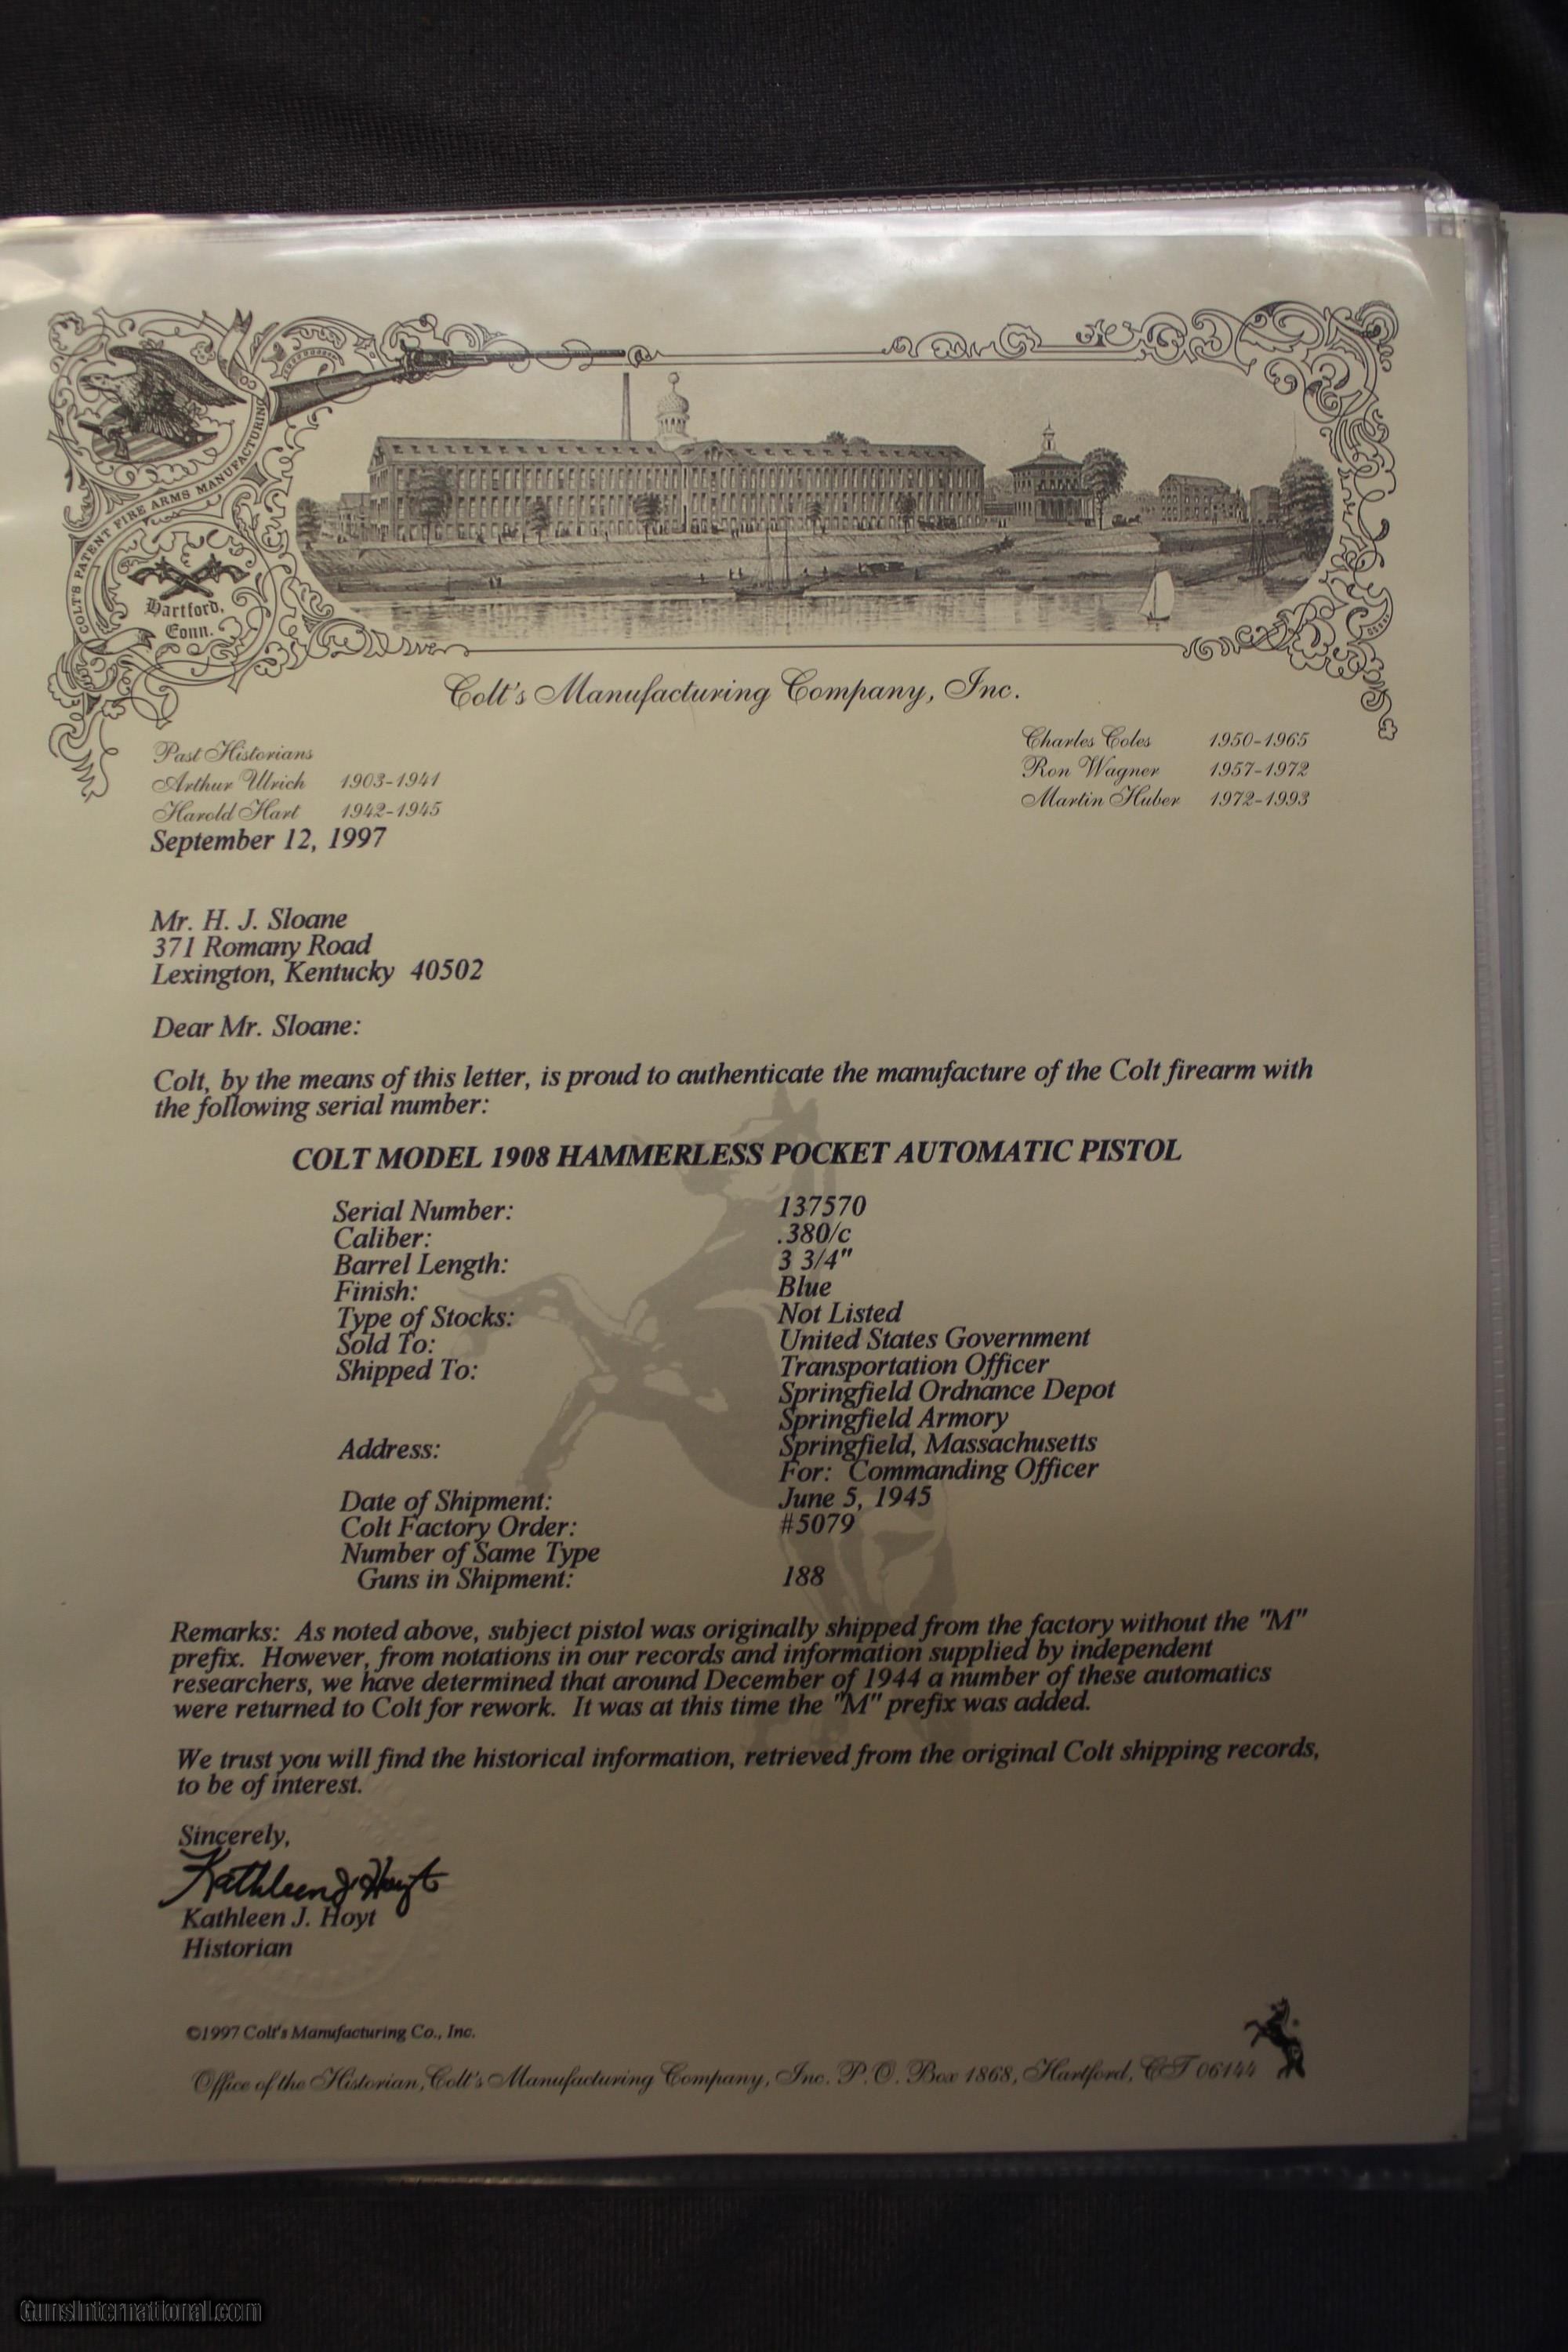 COLT'S PATENT FIRE ARMS MANUFACTURING
Hartford,
Conn.
Colt's Manufacturing Company, Inc.
Past Historians
Arthur Ulrich 1903-1941
Harold Hart 1942-1945
Charles Coles 1950-1965
Ron Wagner 1957-1972
Martin Huber 1972-1993
September 12, 1997
Mr. H. J. Sloane
371 Romany Road
Lexington, Kentucky 40502
Dear Mr. Sloane:
Colt, by the means of this letter, is proud to authenticate the manufacture of the Colt firearm with
the following serial number:
COLT MODEL 1908 HAMMERLESS POCKET AUTOMATIC PISTOL
Serial Number: 137570
Caliber: .380/c
Barrel Length: 3 3/4"
Finish: Blue
Type of Stocks: Not Listed
Sold To: United States Government
Shipped To: Transportation Officer
Springfield Ordnance Depot
Springfield Armory
Address: Springfield, Massachusetts
For: Commanding Officer
Date of Shipment: June 5, 1945
Colt Factory Order: #5079
Number of Same Type
Guns in Shipment: 188
Remarks: As noted above, subject pistol was originally shipped from the factory without the "M"
prefix. However, from notations in our records and information supplied by independent
researchers, we have determined that around December of 1944 a number of these automatics
were returned to Colt for rework. It was at this time the "M" prefix was added.
We trust you will find the historical information, retrieved from the original Colt shipping records,
to be of interest.
Sincerely,
Kathleen J. Hoyt
Kathleen J. Hoyt
Historian
©1997 Colt's Manufacturing Co., Inc.
Office of the Historian, Colt's Manufacturing Company, Inc. P.O. Box 1868, Hartford, CT 06144
GunsInternational.com